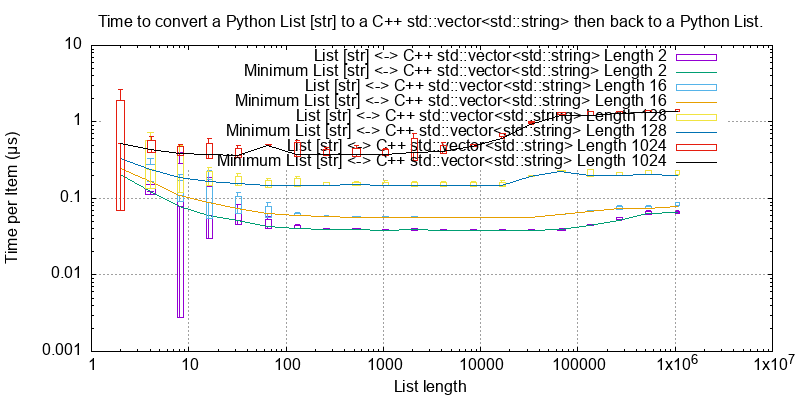 Time to convert a Python List [str] to a C++ std::vector<std::string> then back to a Python List.
10
1
0.1
0.01
0.001
Time per Item (µs)
List [str] <-> C++ std::vector<std::string> Length 2
Minimum List [str] <-> C++ std::vector<std::string> Length 2
List [str] <-> C++ std::vector<std::string> Length 16
Minimum List [str] <-> C++ std::vector<std::string> Length 16
List [str] <-> C++ std::vector<std::string> Length 128
Minimum List [str] <-> C++ std::vector<std::string> Length 128
List [str] <-> C++ std::vector<std::string> Length 1024
Minimum List [str] <-> C++ std::vector<std::string> Length 1024
1 10 100 1000 10000 100000 1x10⁶ 1x10⁷
List length